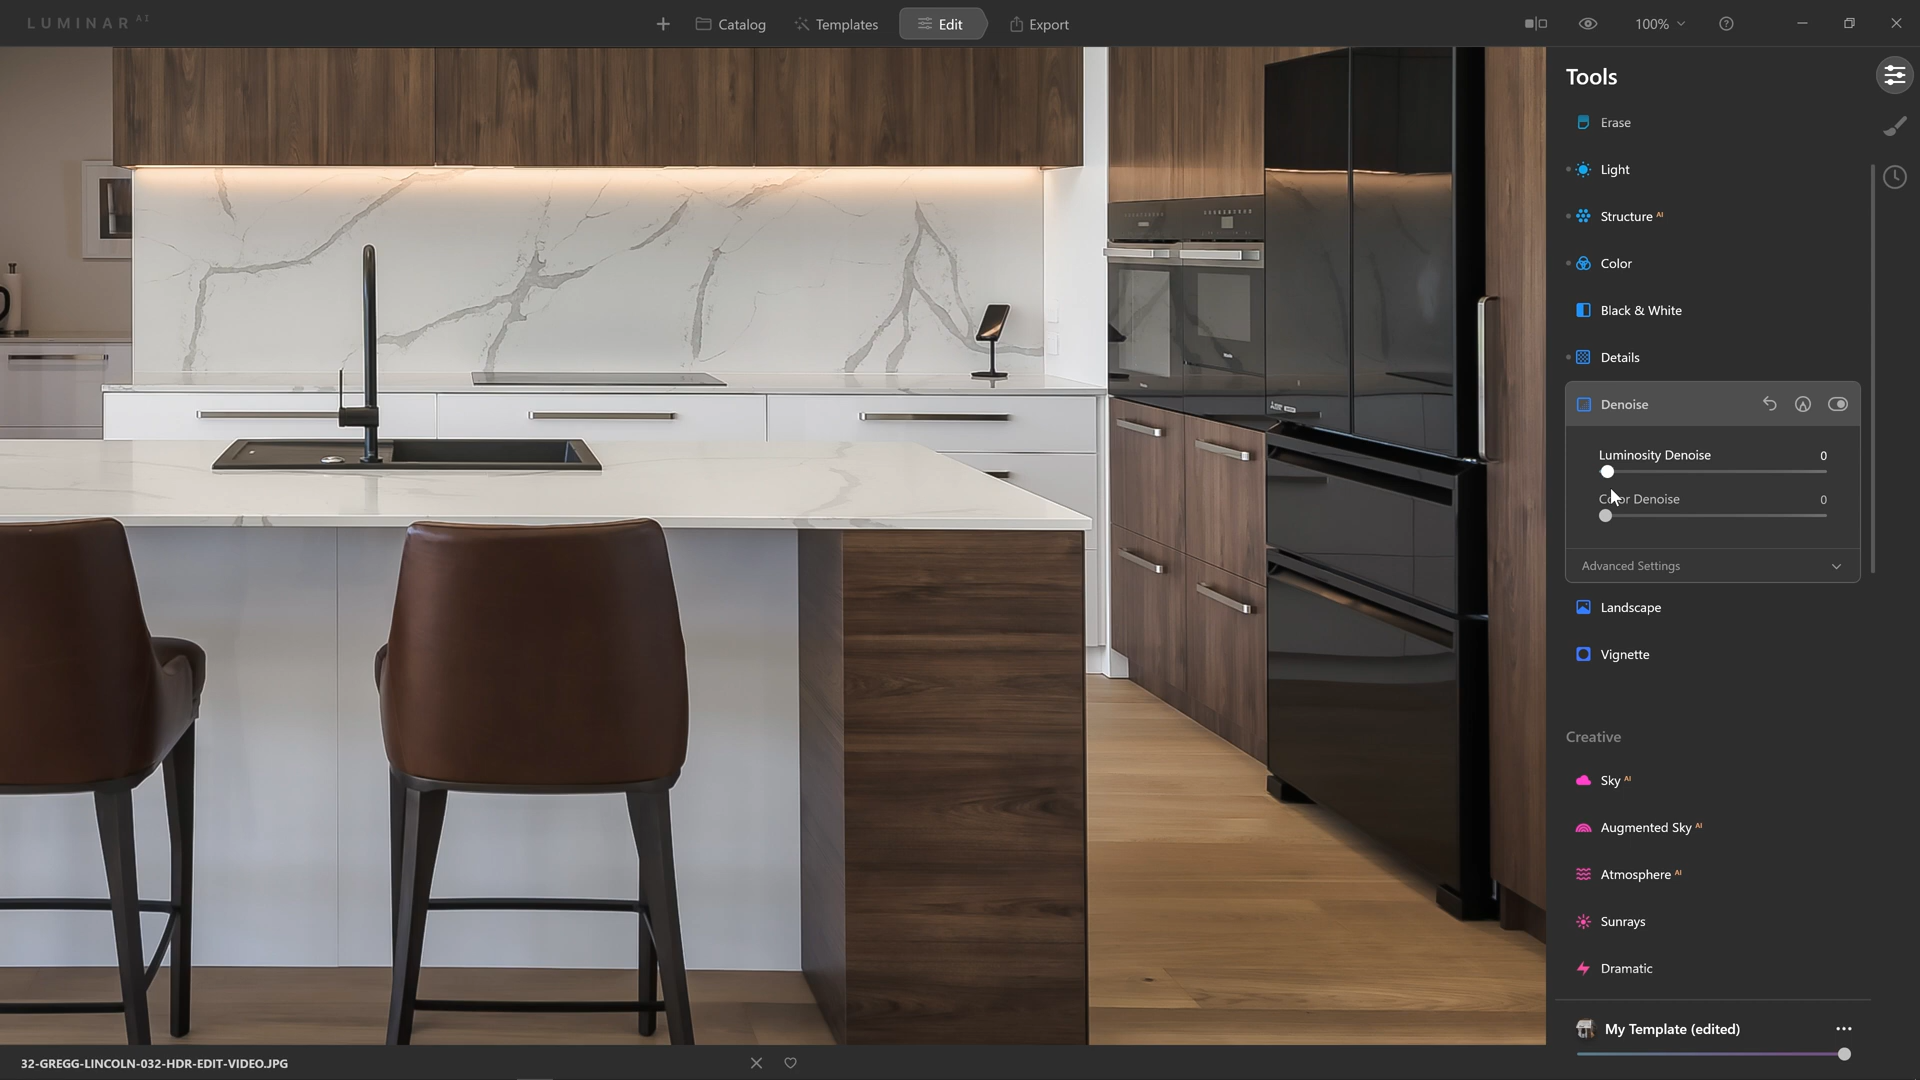 LUMINAR AI
Catalog
Templates
Edit
Export
100%
Tools
Erase
Light
Structure AI
Color
Black & White
Details
Denoise
Luminosity Denoise 0
Color Denoise 0
Advanced Settings
Landscape
Vignette
Creative
Sky AI
Augmented Sky AI
Atmosphere AI
Sunrays
Dramatic
My Template (edited)
32-GREGG-LINCOLN-032-HDR-EDIT-VIDEO.JPG